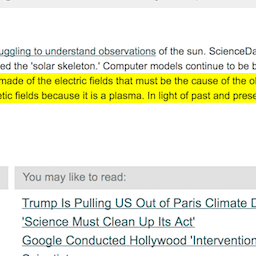 uggling to understand observations of the sun. ScienceDa
ed the 'solar skeleton.' Computer models continue to be b
made of the electric fields that must be the cause of the o
etic fields because it is a plasma. In light of past and prese
You may like to read:
Trump Is Pulling US Out of Paris Climate D
'Science Must Clean Up Its Act'
Google Conducted Hollywood 'Intervention